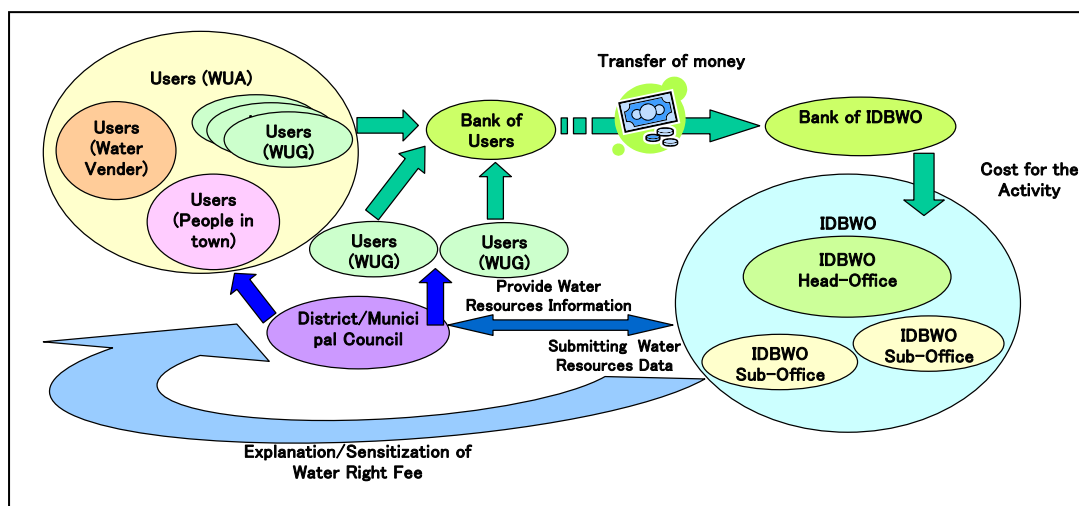 Users (WUA)
Users
(Water
Vender)
Users
(WUG)
Users
(People in
town)
Bank of
Users
Transfer of money
Bank of IDBWO
Cost for the
Activity
Users
(WUG)
Users
(WUG)
IDBWO
IDBWO
Head-Office
IDBWO
Sub-Office
IDBWO
Sub-Office
Provide Water
Resources Information
District/Munici
pal Council
Submitting Water
Resources Data
Explanation/Sensitization of
Water Right Fee